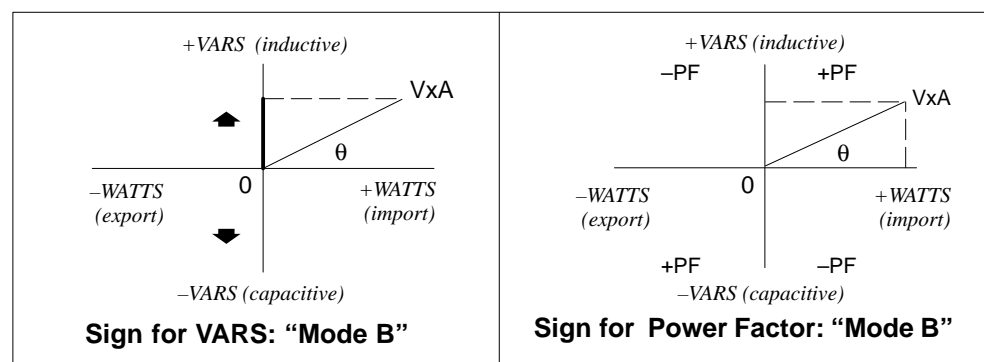 +VARS (inductive)
VxA
θ
0
–WATTS
(export)
+WATTS
(import)
–VARS (capacitive)
Sign for VARS: “Mode B”
+VARS (inductive)
–PF
+PF
VxA
θ
0
–WATTS
(export)
+WATTS
(import)
+PF
–PF
–VARS (capacitive)
Sign for Power Factor: “Mode B”